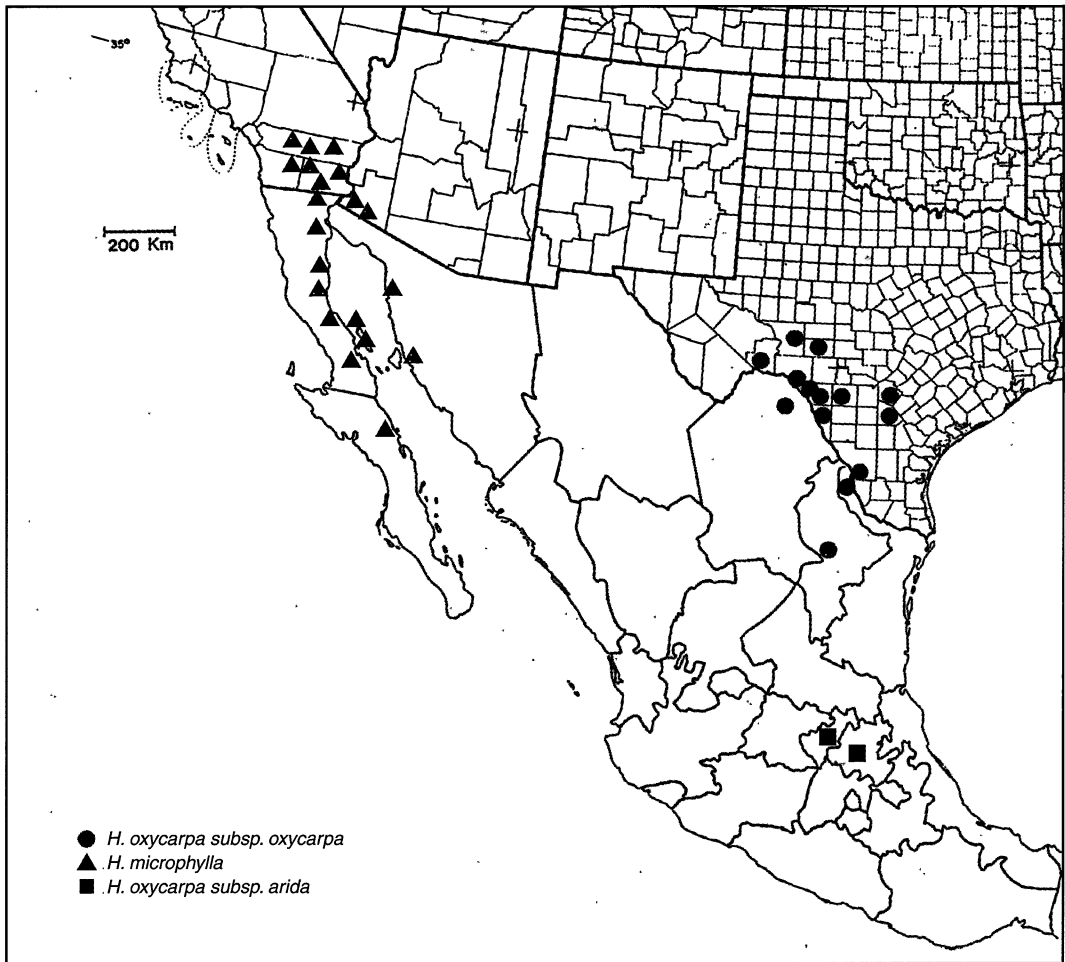 35°
200 Km
H. oxycarpa subsp. oxycarpa
H. microphylla
H. oxycarpa subsp. arida